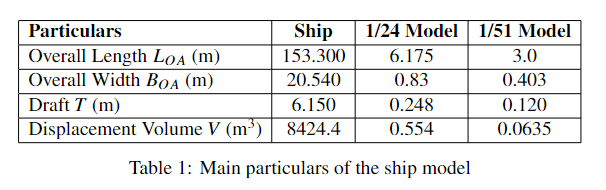 Particulars Ship 1/24 Model 1/51 Model
Overall Length L_OA (m) 153.300 6.175 3.0
Overall Width B_OA (m) 20.540 0.83 0.403
Draft T (m) 6.150 0.248 0.120
Displacement Volume V (m³) 8424.4 0.554 0.0635
Table 1: Main particulars of the ship model